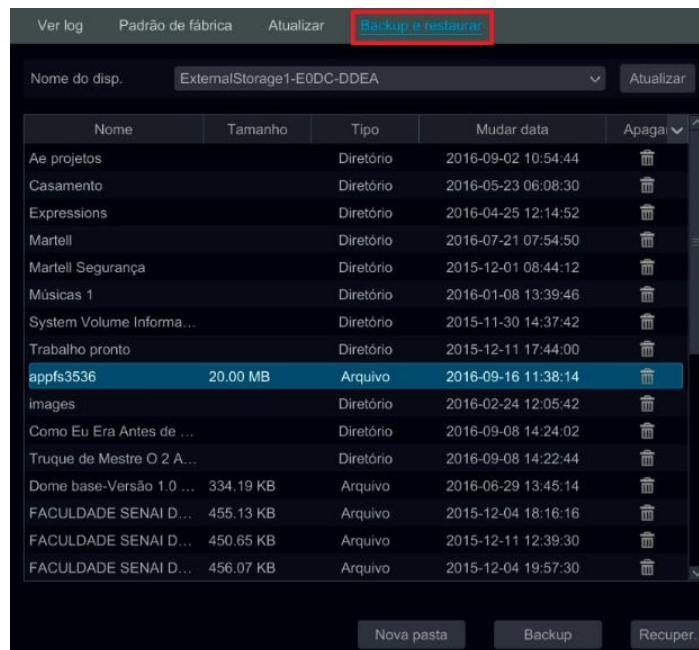 Ver log Padrão de fábrica Atualizar Backup e restaurar
Nome do disp. ExternalStorage1-E0DC-DDEA Atualizar
Nome Tamanho Tipo Mudar data Apagar
Ae projetos Diretório 2016-09-02 10:54:44
Casamento Diretório 2016-05-23 06:08:30
Expressions Diretório 2016-04-25 12:14:52
Martell Diretório 2016-07-21 07:54:50
Martell Segurança Diretório 2015-12-01 08:44:12
Músicas 1 Diretório 2016-01-08 13:39:46
System Volume Informa... Diretório 2015-11-30 14:37:42
Trabalho pronto Diretório 2015-12-11 17:44:00
appfs3536 20.00 MB Arquivo 2016-09-16 11:38:14
images Diretório 2016-02-24 12:05:42
Como Eu Era Antes de ... Diretório 2016-09-08 14:24:02
Truque de Mestre O 2 A... Diretório 2016-09-08 14:22:44
Dome base-Versão 1.0 ... 334.19 KB Arquivo 2016-06-29 13:45:14
FACULDADE SENAI D... 455.13 KB Arquivo 2015-12-04 18:16:16
FACULDADE SENAI D... 450.65 KB Arquivo 2015-12-11 12:39:30
FACULDADE SENAI D... 456.07 KB Arquivo 2015-12-04 19:57:30
Nova pasta Backup Recuper.